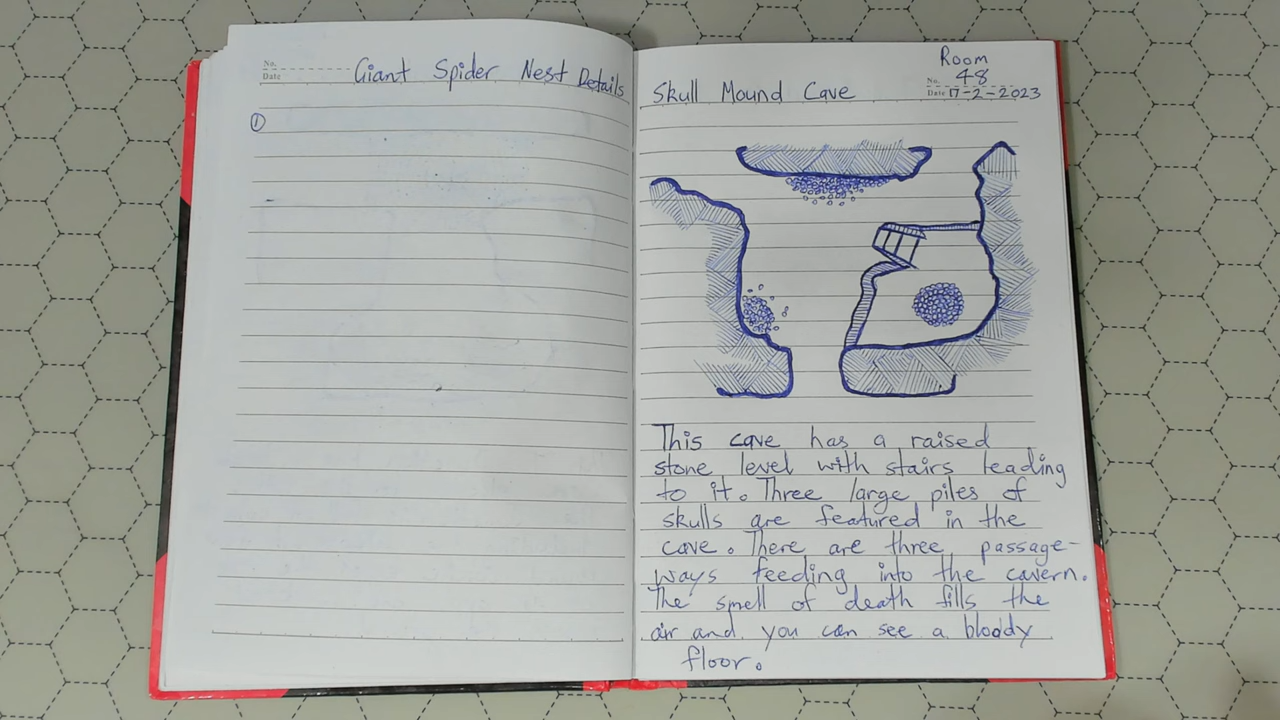 No.
Date
Giant Spider Nest Details
①
Room
Skull Mound Cave
No. 48
Date 17-2-2023
This cave has a raised
stone level with stairs leading
to it. Three large piles of
skulls are featured in the
cave. There are three passage-
ways feeding into the cavern.
The smell of death fills the
air and you can see a bloody
floor.